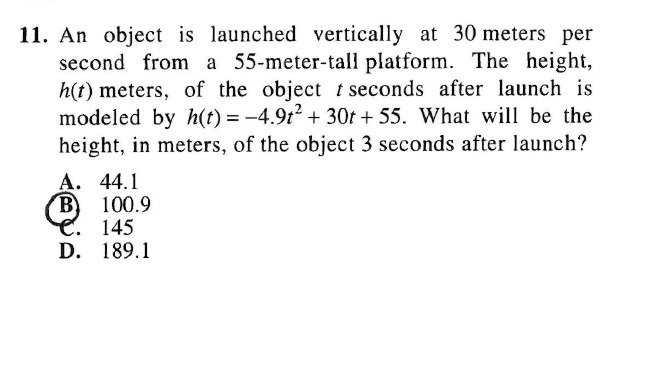 11. An object is launched vertically at 30 meters per
second from a 55-meter-tall platform. The height,
h(t) meters, of the object t seconds after launch is
modeled by h(t) = −4.9t² + 30t + 55. What will be the
height, in meters, of the object 3 seconds after launch?
A. 44.1
B. 100.9
C. 145
D. 189.1